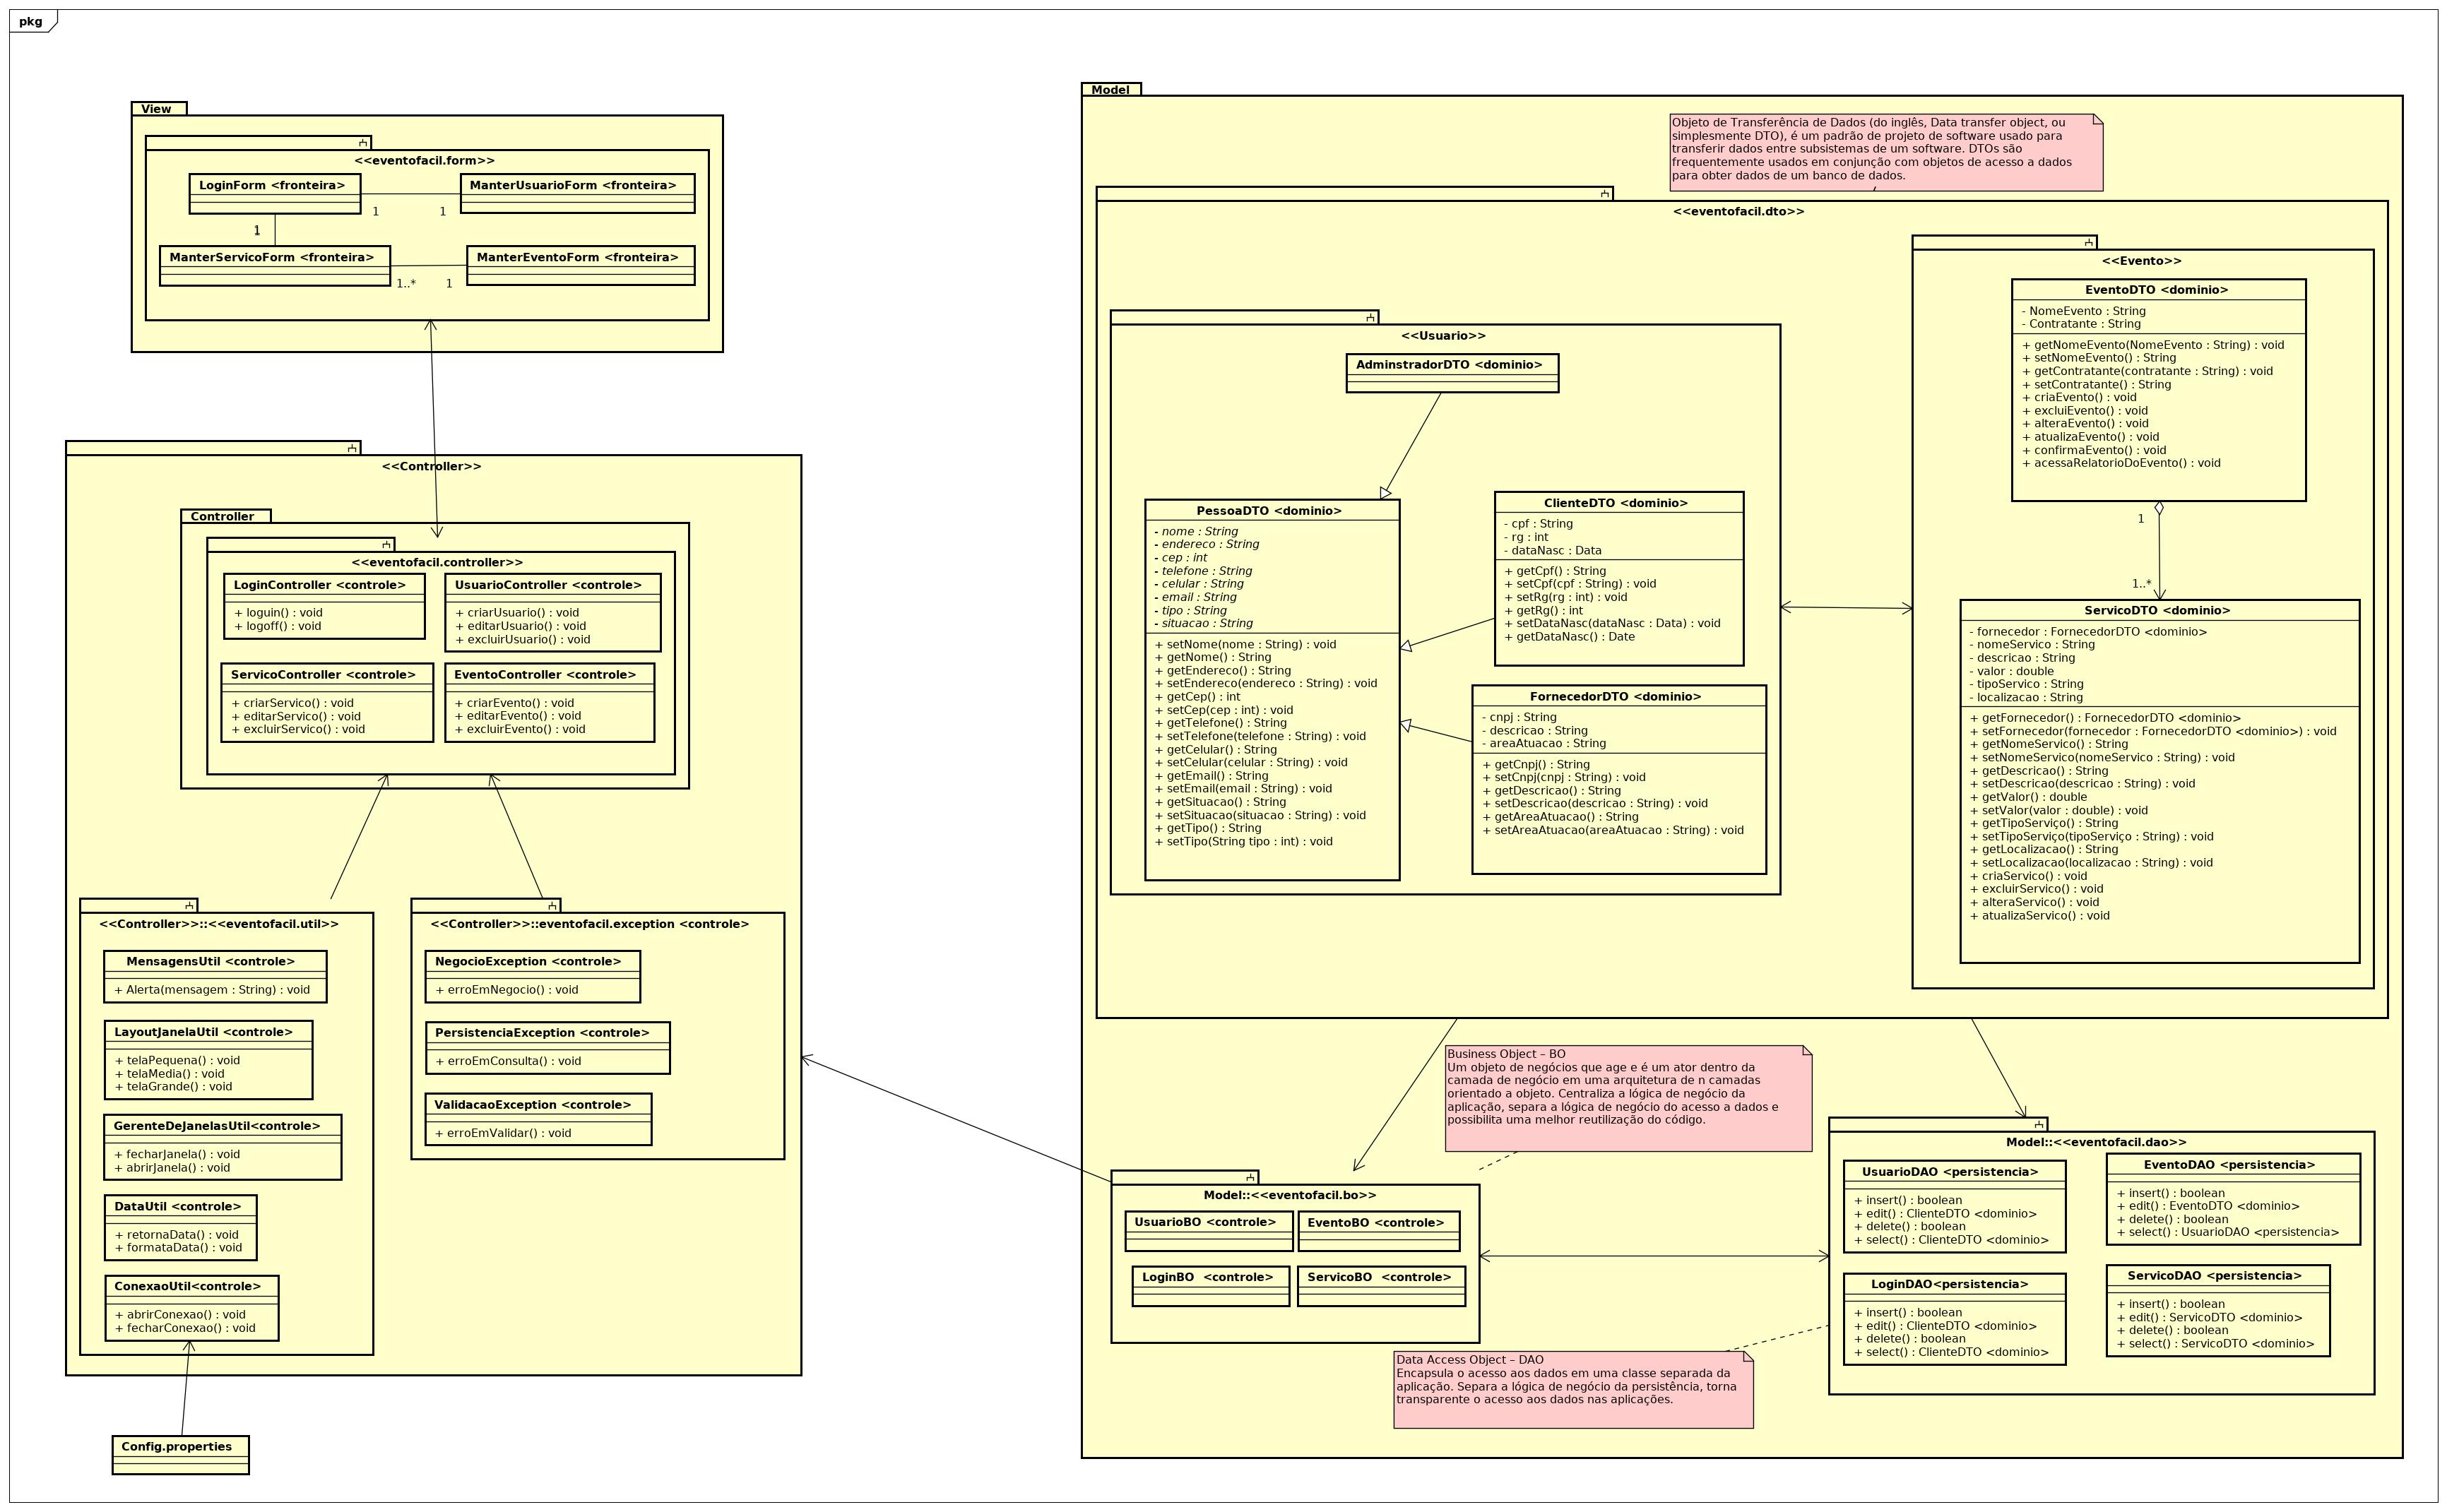 pkg
View
<<eventofacil.form>>
LoginForm <fronteira>
ManterUsuarioForm <fronteira>
1
1
1
ManterServicoForm <fronteira>
ManterEventoForm <fronteira>
1..*
1
<<Controller>>
Controller
<<eventofacil.controller>>
LoginController <controle>
+ loguin() : void
+ logoff() : void
UsuarioController <controle>
+ criarUsuario() : void
+ editarUsuario() : void
+ excluirUsuario() : void
ServicoController <controle>
+ criarServico() : void
+ editarServico() : void
+ excluirServico() : void
EventoController <controle>
+ criarEvento() : void
+ editarEvento() : void
+ excluirEvento() : void
<<Controller>>::<<eventofacil.util>>
MensagensUtil <controle>
+ Alerta(mensagem : String) : void
LayoutJanelaUtil <controle>
+ telaPequena() : void
+ telaMedia() : void
+ telaGrande() : void
GerenteDeJanelasUtil<controle>
+ fecharJanela() : void
+ abrirJanela() : void
DataUtil <controle>
+ retornaData() : void
+ formataData() : void
ConexaoUtil<controle>
+ abrirConexao() : void
+ fecharConexao() : void
<<Controller>>::eventofacil.exception <controle>
NegocioException <controle>
+ erroEmNegocio() : void
PersistenciaException <controle>
+ erroEmConsulta() : void
ValidacaoException <controle>
+ erroEmValidar() : void
Config.properties
Model
Objeto de Transferência de Dados (do inglês, Data transfer object, ou
simplesmente DTO), é um padrão de projeto de software usado para
transferir dados entre subsistemas de um software. DTOs são
frequentemente usados em conjunção com objetos de acesso a dados
para obter dados de um banco de dados.
<<eventofacil.dto>>
<<Usuario>>
AdminstradorDTO <dominio>
PessoaDTO <dominio>
- nome : String
- endereco : String
- cep : int
- telefone : String
- celular : String
- email : String
- tipo : String
- situacao : String
+ setNome(nome : String) : void
+ getNome() : String
+ getEndereco() : String
+ setEndereco(endereco : String) : void
+ getCep() : int
+ setCep(cep : int) : void
+ getTelefone() : String
+ setTelefone(telefone : String) : void
+ getCelular() : String
+ setCelular(celular : String) : void
+ getEmail() : String
+ setEmail(email : String) : void
+ getSituacao() : String
+ setSituacao(situacao : String) : void
+ getTipo() : String
+ setTipo(String tipo : int) : void
ClienteDTO <dominio>
- cpf : String
- rg : int
- dataNasc : Data
+ getCpf() : String
+ setCpf(cpf : String) : void
+ setRg(rg : int) : void
+ getRg() : int
+ setDataNasc(dataNasc : Data) : void
+ getDataNasc() : Date
FornecedorDTO <dominio>
- cnpj : String
- descricao : String
- areaAtuacao : String
+ getCnpj() : String
+ setCnpj(cnpj : String) : void
+ getDescricao() : String
+ setDescricao(descricao : String) : void
+ getAreaAtuacao() : String
+ setAreaAtuacao(areaAtuacao : String) : void
<<Evento>>
EventoDTO <dominio>
- NomeEvento : String
- Contratante : String
+ getNomeEvento(NomeEvento : String) : void
+ setNomeEvento() : String
+ getContratante(contratante : String) : void
+ setContratante() : String
+ criaEvento() : void
+ excluiEvento() : void
+ alteraEvento() : void
+ atualizaEvento() : void
+ confirmaEvento() : void
+ acessaRelatorioDoEvento() : void
1
1..*
ServicoDTO <dominio>
- fornecedor : FornecedorDTO <dominio>
- nomeServico : String
- descricao : String
- valor : double
- tipoServico : String
- localizacao : String
+ getFornecedor() : FornecedorDTO <dominio>
+ setFornecedor(fornecedor : FornecedorDTO <dominio>) : void
+ getNomeServico() : String
+ setNomeServico(nomeServico : String) : void
+ getDescricao() : String
+ setDescricao(descricao : String) : void
+ getValor() : double
+ setValor(valor : double) : void
+ getTipoServiço() : String
+ setTipoServiço(tipoServiço : String) : void
+ getLocalizacao() : String
+ setLocalizacao(localizacao : String) : void
+ criaServico() : void
+ excluirServico() : void
+ alteraServico() : void
+ atualizaServico() : void
Business Object – BO
Um objeto de negócios que age e é um ator dentro da
camada de negócio em uma arquitetura de n camadas
orientado a objeto. Centraliza a lógica de negócio da
aplicação, separa a lógica de negócio do acesso a dados e
possibilita uma melhor reutilização do código.
Model::<<eventofacil.bo>>
UsuarioBO <controle>
EventoBO <controle>
LoginBO  <controle>
ServicoBO  <controle>
Model::<<eventofacil.dao>>
UsuarioDAO <persistencia>
+ insert() : boolean
+ edit() : ClienteDTO <dominio>
+ delete() : boolean
+ select() : ClienteDTO <dominio>
EventoDAO <persistencia>
+ insert() : boolean
+ edit() : EventoDTO <dominio>
+ delete() : boolean
+ select() : UsuarioDAO <persistencia>
LoginDAO<persistencia>
+ insert() : boolean
+ edit() : ClienteDTO <dominio>
+ delete() : boolean
+ select() : ClienteDTO <dominio>
ServicoDAO <persistencia>
+ insert() : boolean
+ edit() : ServicoDTO <dominio>
+ delete() : boolean
+ select() : ServicoDTO <dominio>
Data Access Object – DAO
Encapsula o acesso aos dados em uma classe separada da
aplicação. Separa a lógica de negócio da persistência, torna
transparente o acesso aos dados nas aplicações.